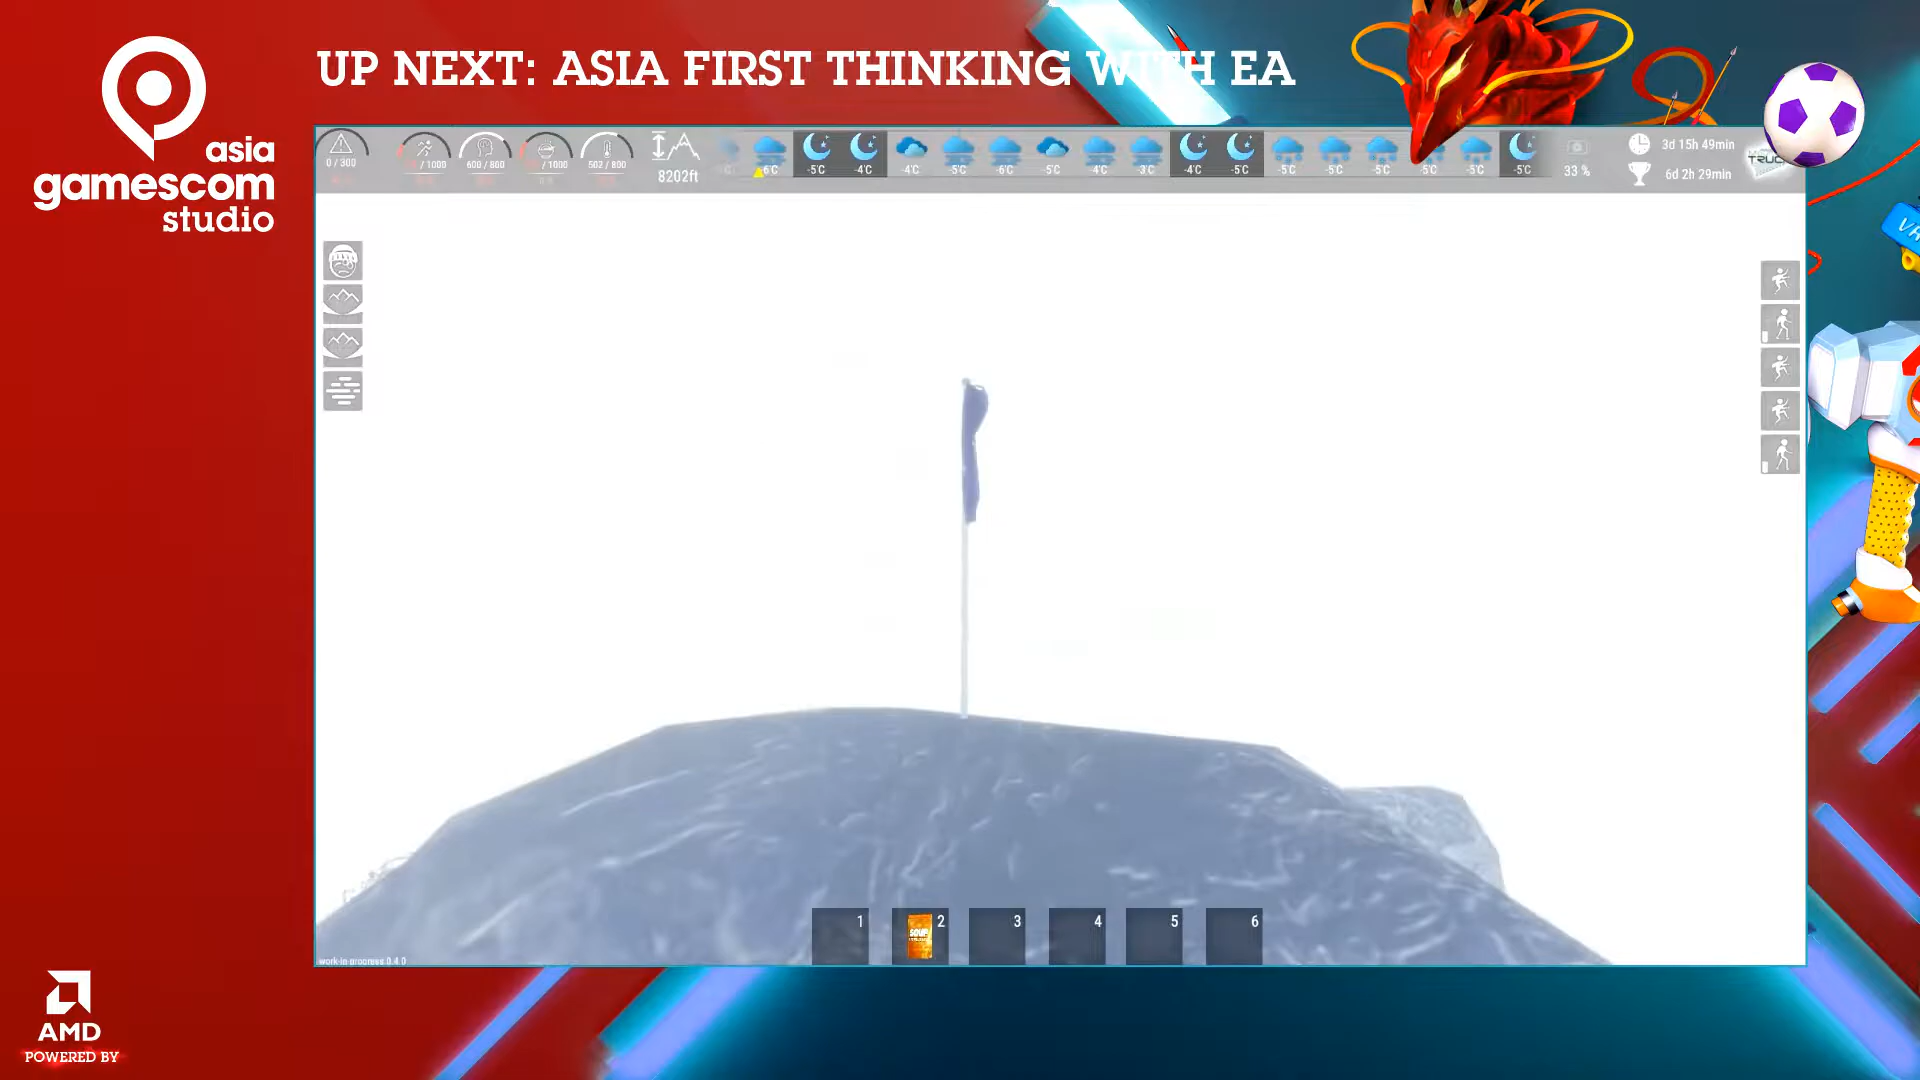 UP NEXT: ASIA FIRST THINKING WITH EA
asia
gamescom
studio
0 / 300
/ 1000
600 / 800
/ 1000
502 / 800
8202ft
6°C
-5°C
-4°C
-4°C
-5°C
-6°C
-5°C
-4°C
-3°C
-4°C
-5°C
-5°C
-5°C
-5°C
-5°C
-5°C
-5°C
33 %
3d 15h 49min
6d 2h 29min
TRUC
VR
1
SOUP
2
3
4
5
6
work-in progress 0.4.0
AMD
POWERED BY